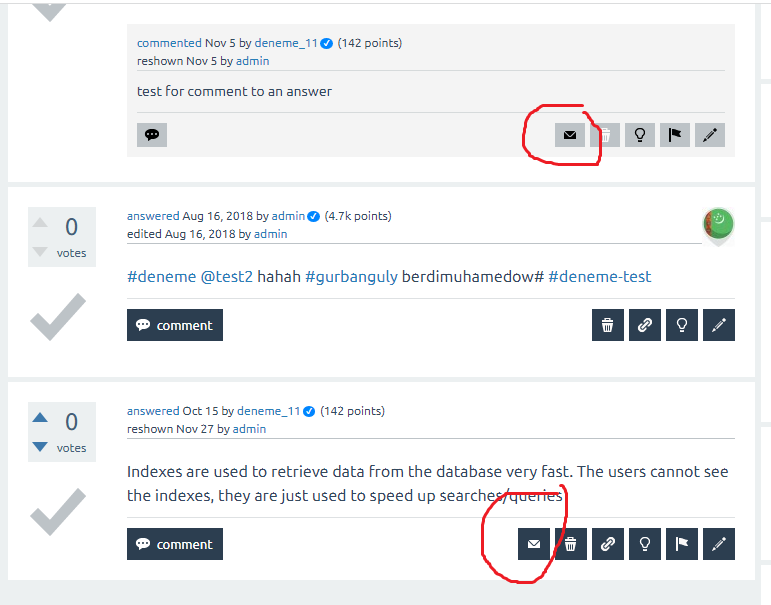 commented Nov 5 by deneme_11 (142 points)
reshown Nov 5 by admin
test for comment to an answer
0
votes
answered Aug 16, 2018 by admin (4.7k points)
edited Aug 16, 2018 by admin
#deneme @test2 hahah #gurbanguly berdimuhamedow# #deneme-test
comment
0
votes
answered Oct 15 by deneme_11 (142 points)
reshown Nov 27 by admin
Indexes are used to retrieve data from the database very fast. The users cannot see
the indexes, they are just used to speed up searches/queries
comment